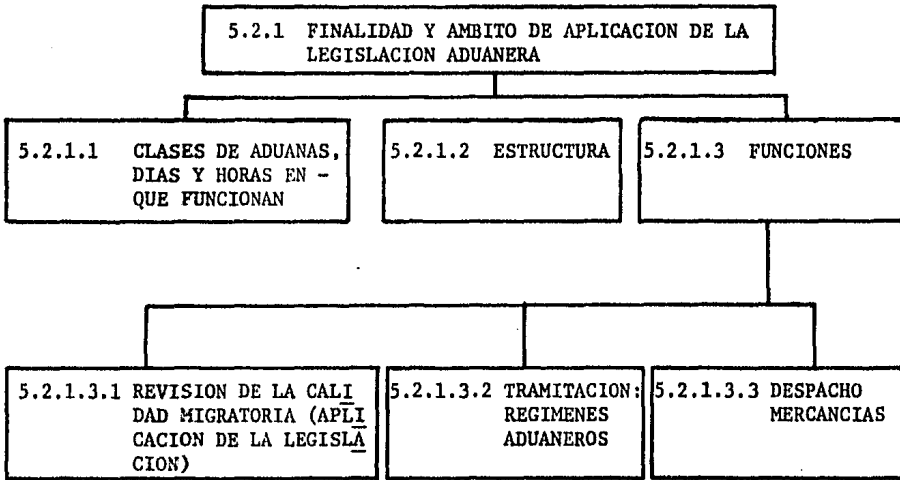 5.2.1 FINALIDAD Y AMBITO DE APLICACION DE LA
LEGISLACION ADUANERA
5.2.1.1 CLASES DE ADUANAS,
DIAS Y HORAS EN -
QUE FUNCIONAN
5.2.1.2 ESTRUCTURA
5.2.1.3 FUNCIONES
5.2.1.3.1 REVISION DE LA CALI
DAD MIGRATORIA (APLI
CACION DE LA LEGISLA
CION)
5.2.1.3.2 TRAMITACION:
REGIMENES
ADUANEROS
5.2.1.3.3 DESPACHO
MERCANCIAS